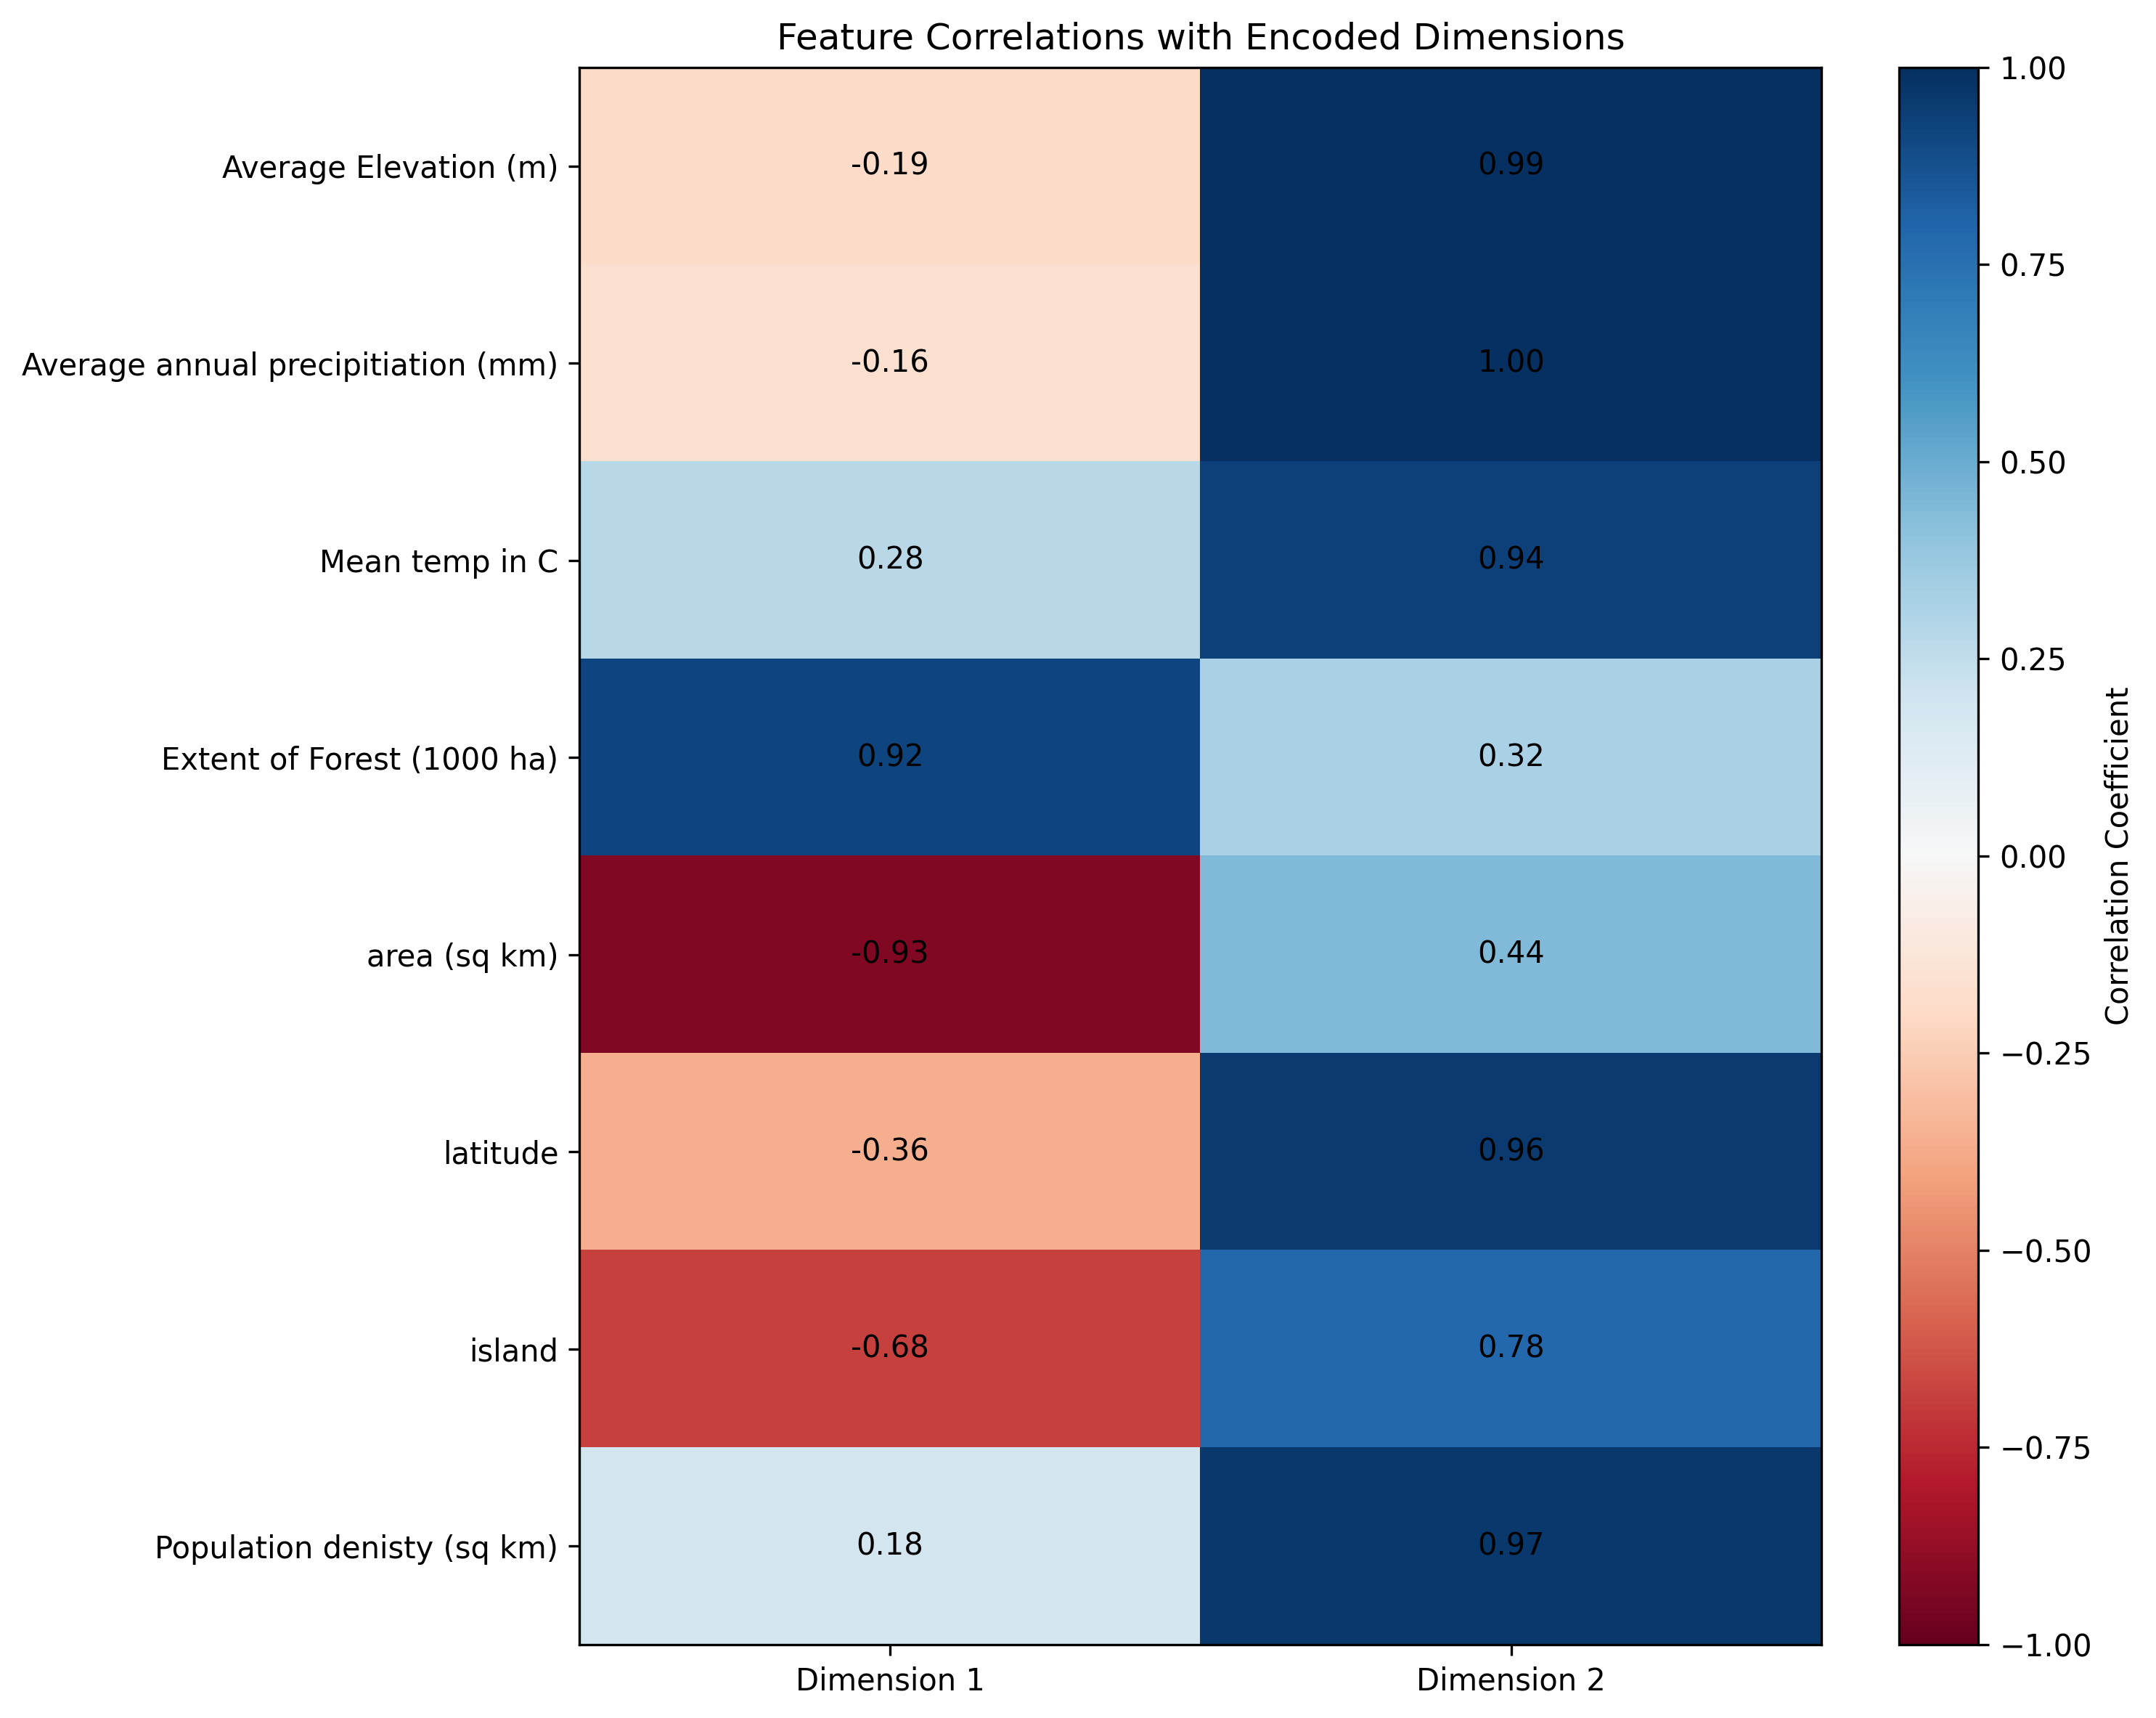 Feature Correlations with Encoded Dimensions
Average Elevation (m)
-0.19
0.99
Average annual precipitiation (mm)
-0.16
1.00
Mean temp in C
0.28
0.94
Extent of Forest (1000 ha)
0.92
0.32
area (sq km)
-0.93
0.44
latitude
-0.36
0.96
island
-0.68
0.78
Population denisty (sq km)
0.18
0.97
Dimension 1
Dimension 2
1.00
0.75
0.50
0.25
0.00
−0.25
−0.50
−0.75
−1.00
Correlation Coefficient